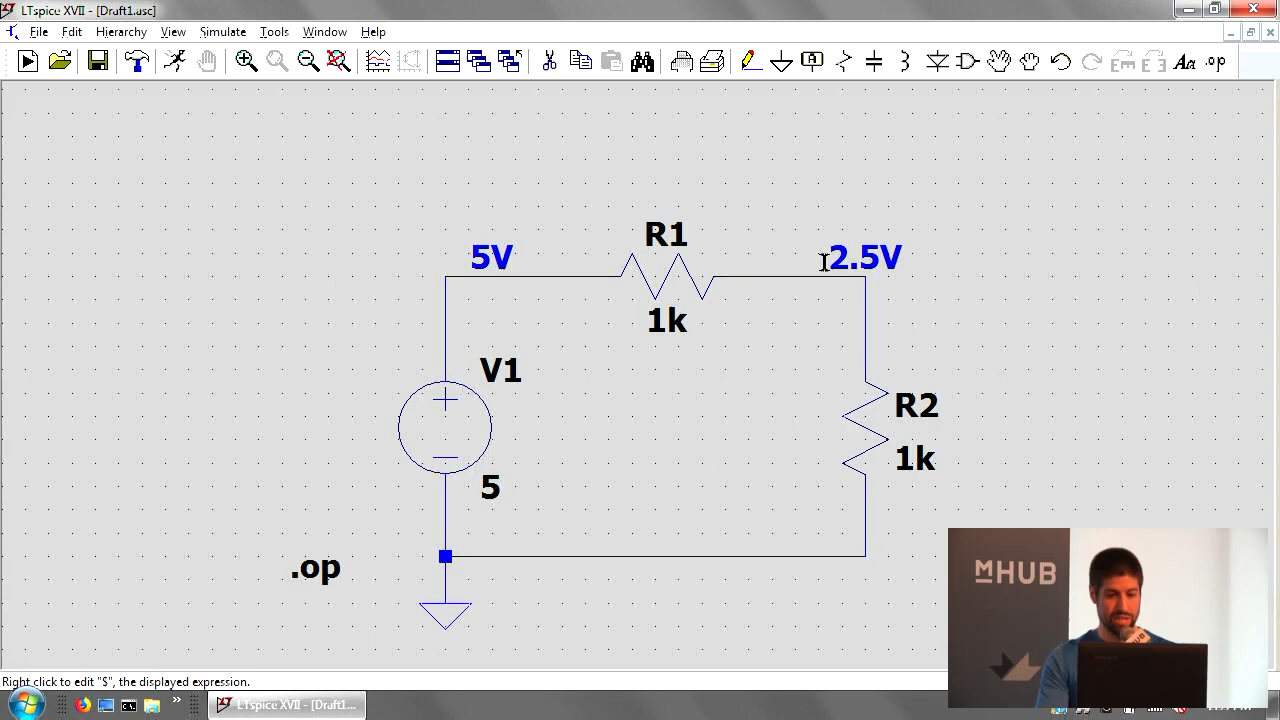 LTspice XVII - [Draft1.asc]
File Edit Hierarchy View Simulate Tools Window Help
Aa .op
R1
5V 2.5V
1k
V1
R2
1k
5
.op
MHUB
HUB
Right click to edit "$", the displayed expression.
LTspice XVII - [Draft1...